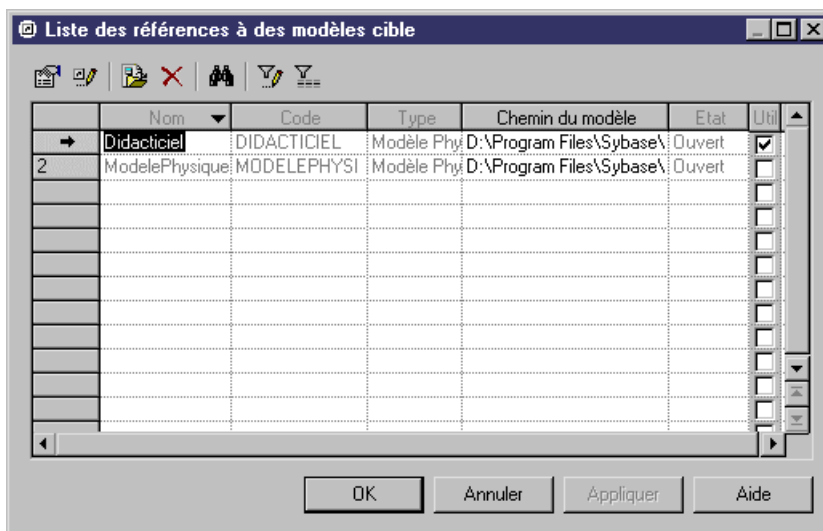 Liste des références à des modèles cible
Nom Code Type Chemin du modèle Etat Util
Didacticiel DIDACTICIEL Modèle Phy D:\Program Files\Sybase\ Ouvert
2 ModelePhysique MODELEPHYSI Modèle Phy D:\Program Files\Sybase\ Ouvert
OK Annuler Appliquer Aide